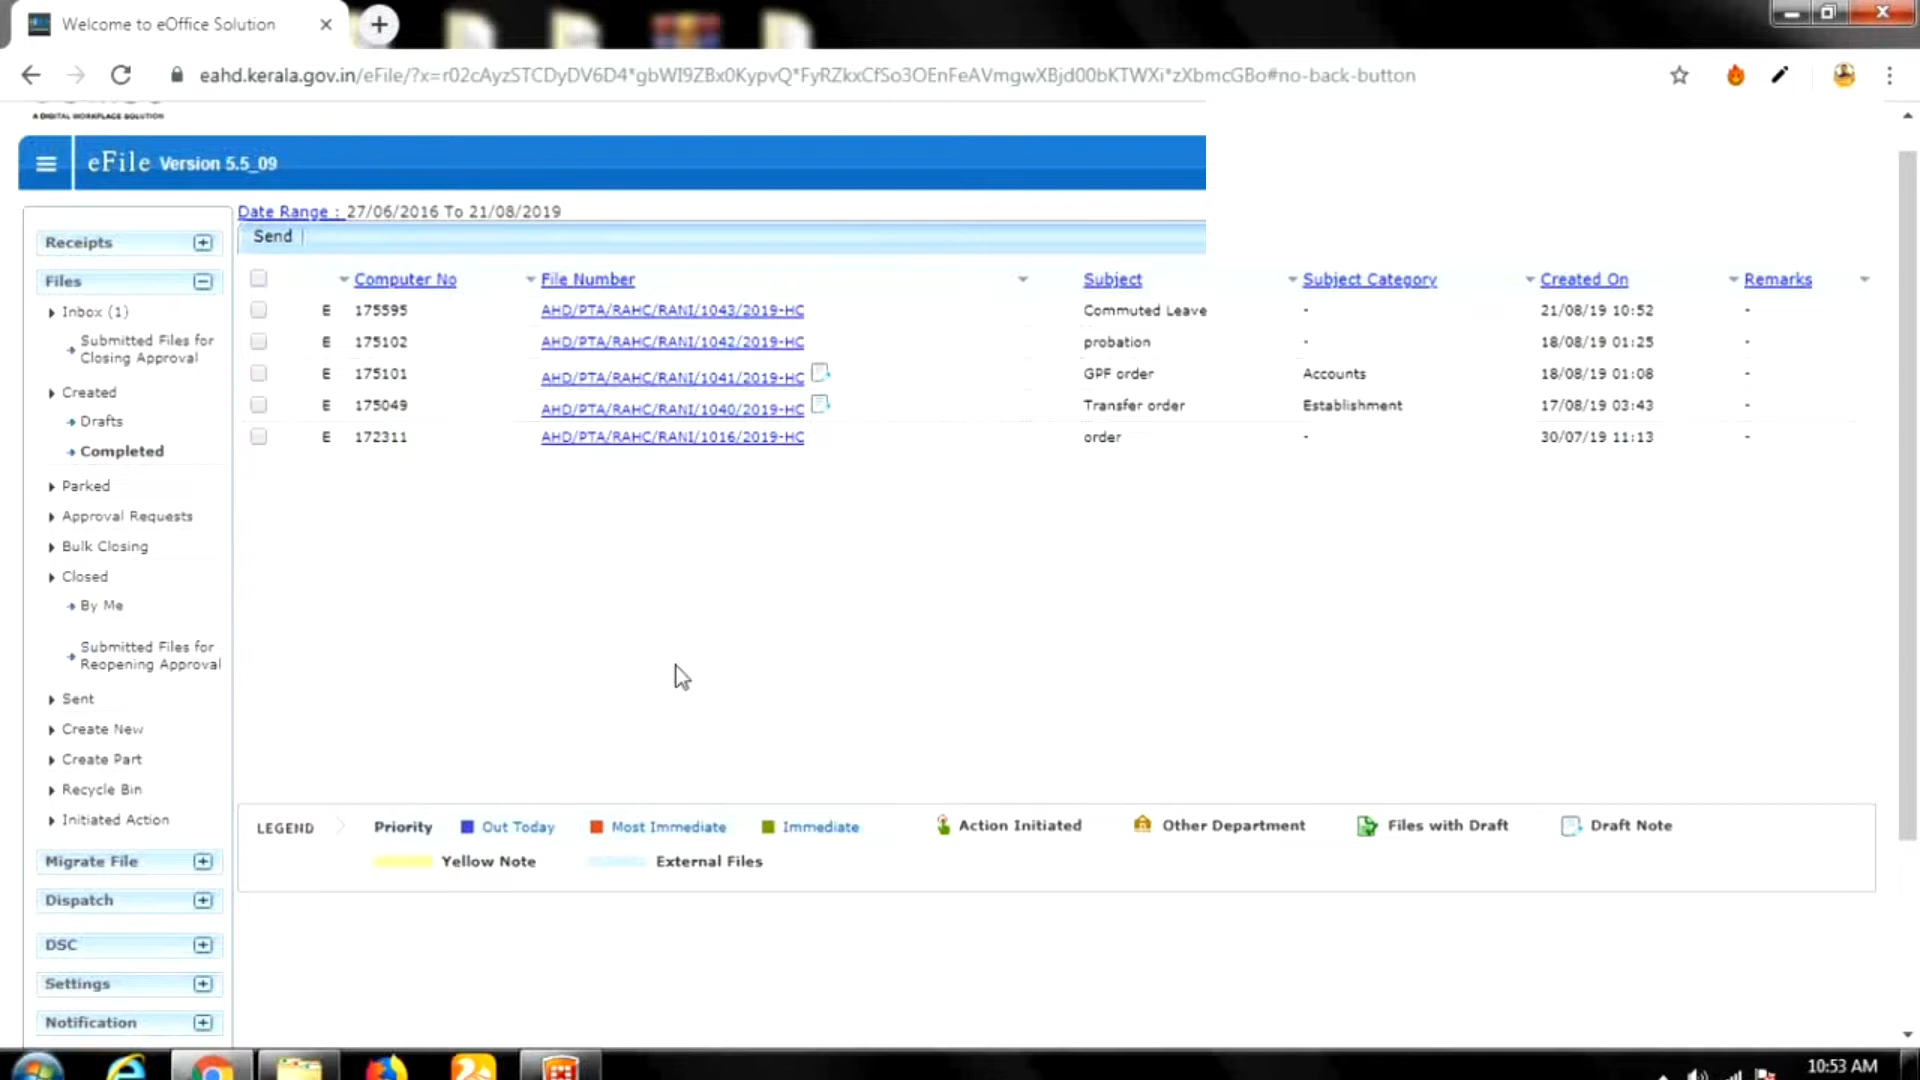 Welcome to eOffice Solution
eahd.kerala.gov.in/eFile/?x=r02cAyzSTCDyDV6D4*gbWI9ZBx0KypvQ*FyRZkxCfSo3OEnFeAVmgwXBjd00bKTWXi*zXbmcGBo#no-back-button
A DIGITAL WORKPLACE SOLUTION
eFile Version 5.5_09
Date Range : 27/06/2016 To 21/08/2019
Send |
Computer No File Number Subject Subject Category Created On Remarks
E 175595 AHD/PTA/RAHC/RANI/1043/2019-HC Commuted Leave - 21/08/19 10:52 -
E 175102 AHD/PTA/RAHC/RANI/1042/2019-HC probation - 18/08/19 01:25 -
E 175101 AHD/PTA/RAHC/RANI/1041/2019-HC GPF order Accounts 18/08/19 01:08 -
E 175049 AHD/PTA/RAHC/RANI/1040/2019-HC Transfer order Establishment 17/08/19 03:43 -
E 172311 AHD/PTA/RAHC/RANI/1016/2019-HC order - 30/07/19 11:13 -
Receipts
Files
Inbox (1)
Submitted Files for
Closing Approval
Created
Drafts
Completed
Parked
Approval Requests
Bulk Closing
Closed
By Me
Submitted Files for
Reopening Approval
Sent
Create New
Create Part
Recycle Bin
Initiated Action
Migrate File
Dispatch
DSC
Settings
Notification
LEGEND Priority Out Today Most Immediate Immediate Action Initiated Other Department Files with Draft Draft Note
Yellow Note External Files
10:53 AM